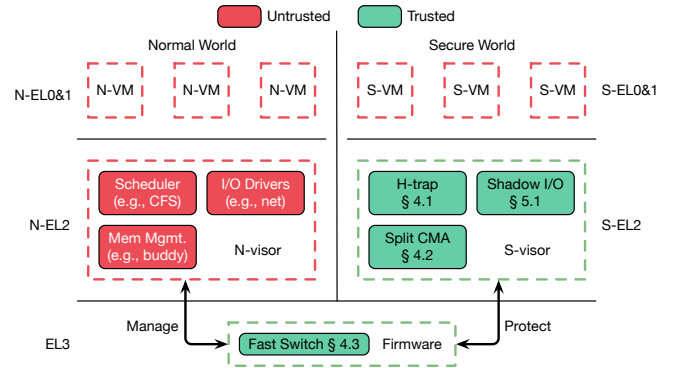 Untrusted
Trusted
Normal World
Secure World
N-EL0&1
N-VM
N-VM
N-VM
S-VM
S-VM
S-VM
S-EL0&1
N-EL2
Scheduler
(e.g., CFS)
I/O Drivers
(e.g., net)
Mem Mgmt.
(e.g., buddy)
N-visor
H-trap
§ 4.1
Shadow I/O
§ 5.1
Split CMA
§ 4.2
S-visor
S-EL2
Manage
Protect
EL3
Fast Switch § 4.3
Firmware